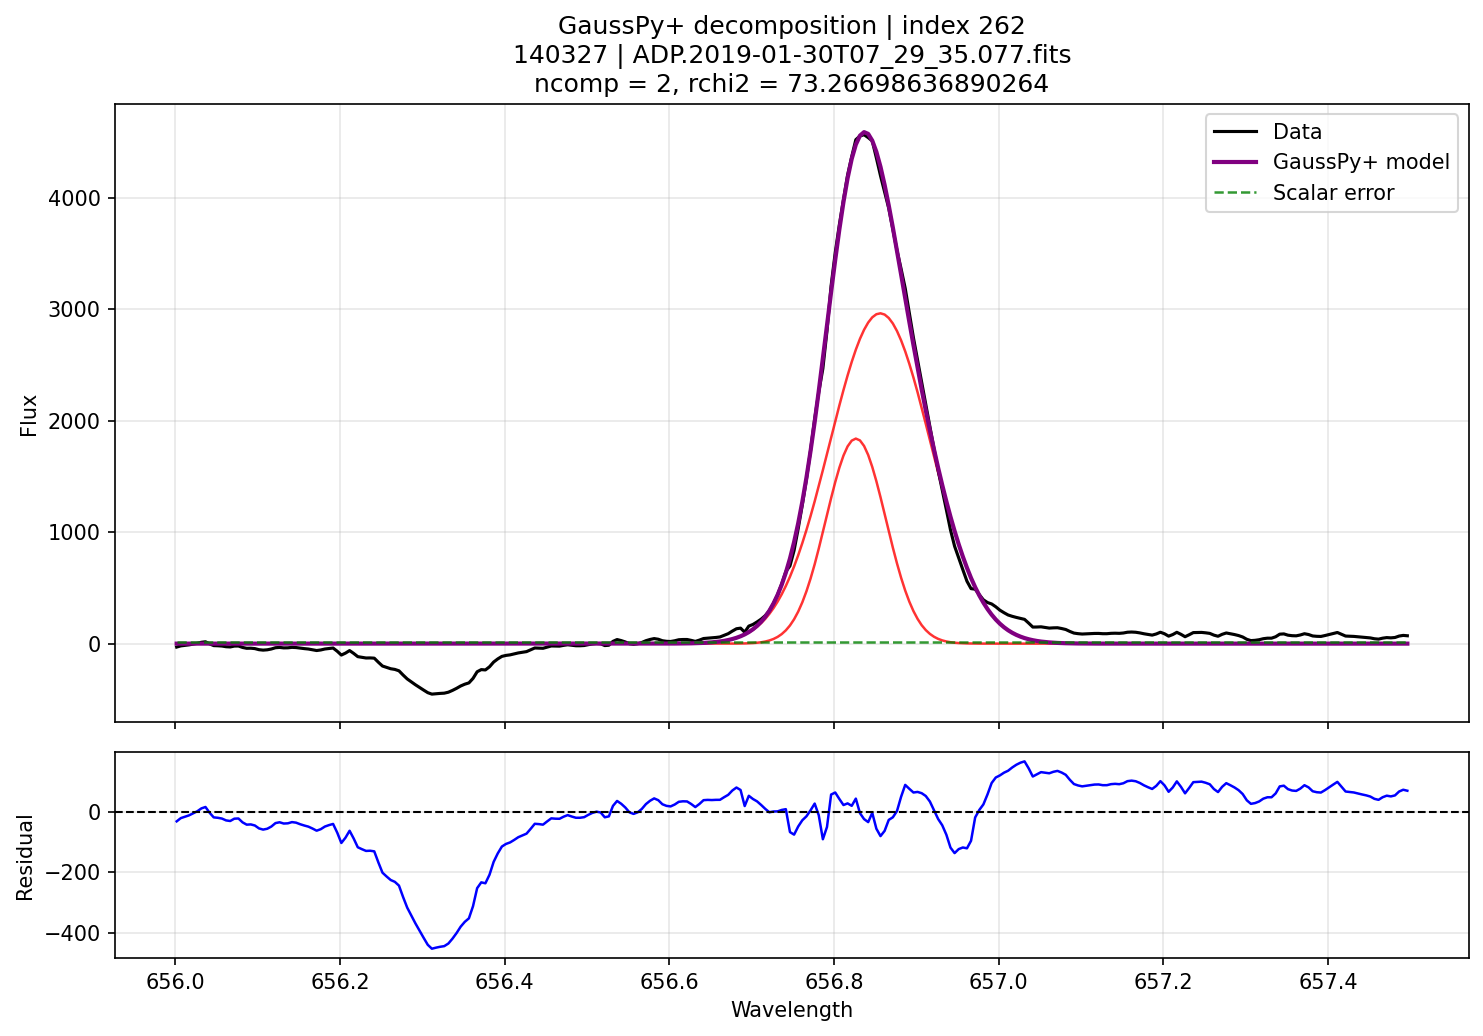 GaussPy+ decomposition | index 262
140327 | ADP.2019-01-30T07_29_35.077.fits
ncomp = 2, rchi2 = 73.26698636890264
Data
GaussPy+ model
Scalar error
Flux
4000
3000
2000
1000
0
Residual
0
−200
−400
656.0
656.2
656.4
656.6
656.8
657.0
657.2
657.4
Wavelength